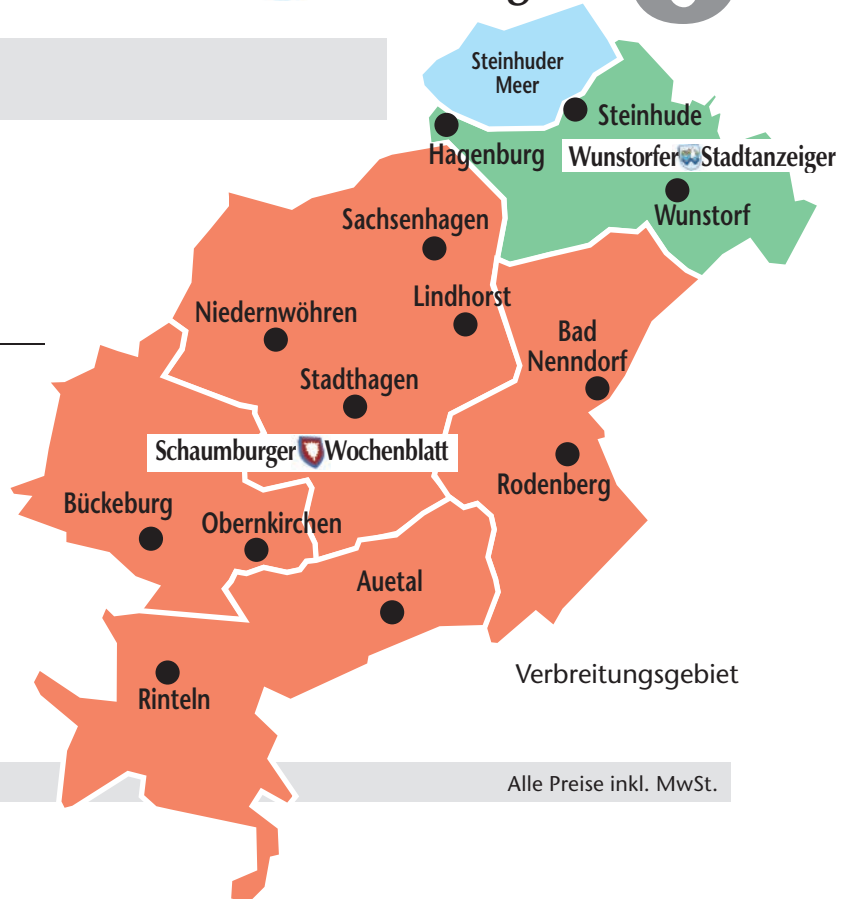 Steinhuder
Meer
Steinhude
Hagenburg
Wunstorfer Stadtanzeiger
Wunstorf
Sachsenhagen
Lindhorst
Niedernwöhren
Bad
Nenndorf
Stadthagen
Schaumburger Wochenblatt
Rodenberg
Bückeburg
Obernkirchen
Auetal
Verbreitungsgebiet
Rinteln
Alle Preise inkl. MwSt.